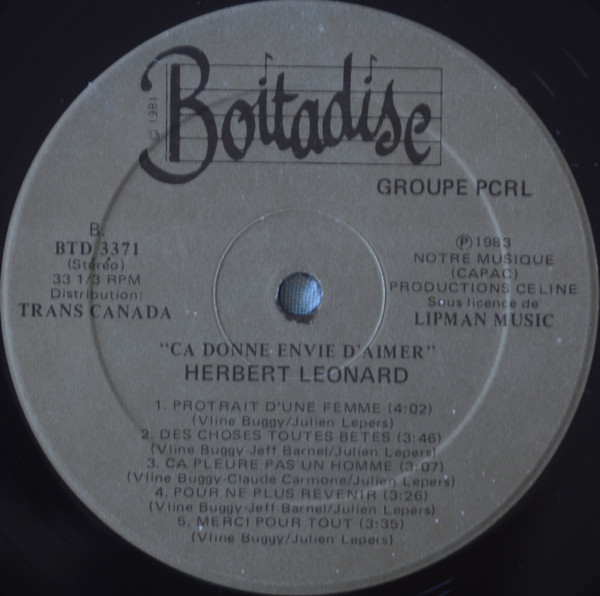 © 1981
Boitadisc
GROUPE PCRL
B.
BTD 3371
(Stéréo)
33 1/3 RPM
Distribution:
TRANS CANADA
Ⓟ1983
NOTRE MUSIQUE
(CAPAC)
PRODUCTIONS CELINE
Sous licence de
LIPMAN MUSIC
"CA DONNE ENVIE D'AIMER"
HERBERT LEONARD
1. PROTRAIT D'UNE FEMME (4:02)
(Vline Buggy/Julien Lepers)
2. DES CHOSES TOUTES BETES (3:46)
(Vline Buggy-Jeff Barnel/Julien Lepers)
3. CA PLEURE PAS UN HOMME (3:07)
(Vline Buggy-Claude Carmone/Julien Lepers)
4. POUR NE PLUS REVENIR (3:26)
(Vline Buggy-Jeff Barnel/Julien Lepers)
5. MERCI POUR TOUT (3:35)
(Vline Buggy/Julien Lepers)